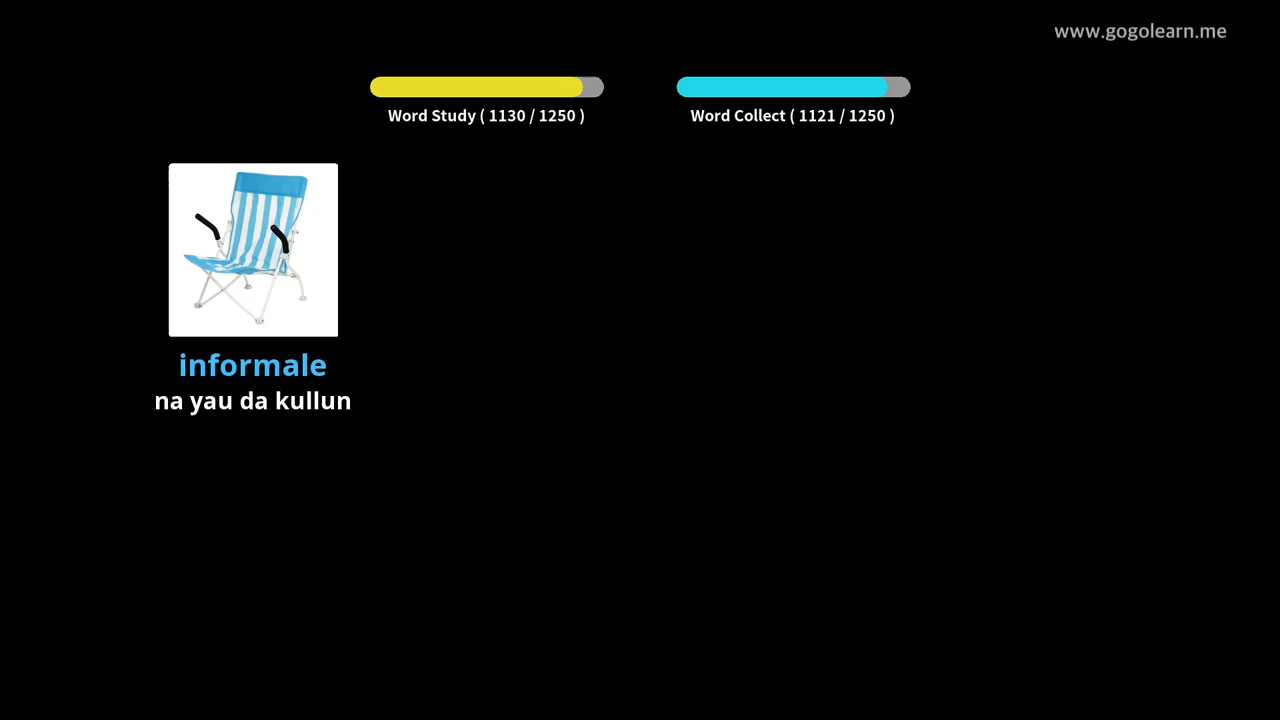 www.gogolearn.me
Word Study ( 1130 / 1250 )
Word Collect ( 1121 / 1250 )
informale
na yau da kullun